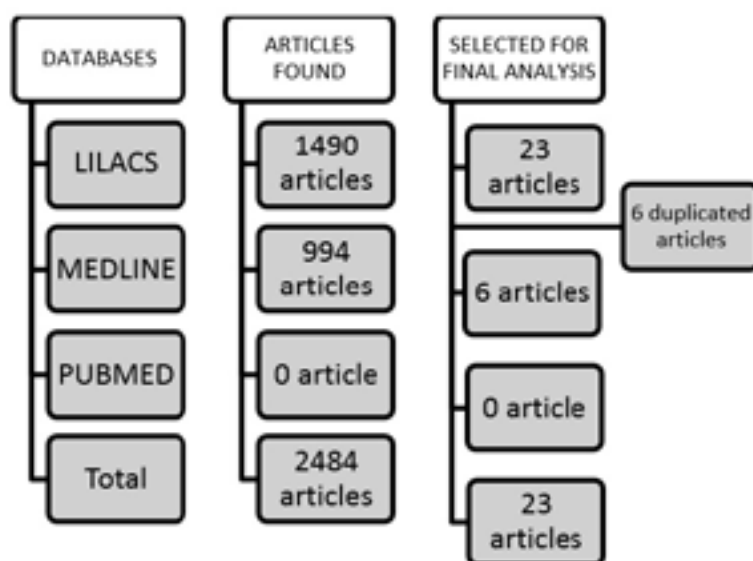 DATABASES
LILACS
MEDLINE
PUBMED
Total
ARTICLES
FOUND
1490
articles
994
articles
0 article
2484
articles
SELECTED FOR
FINAL ANALYSIS
23
articles
6 duplicated
articles
6 articles
0 article
23
articles